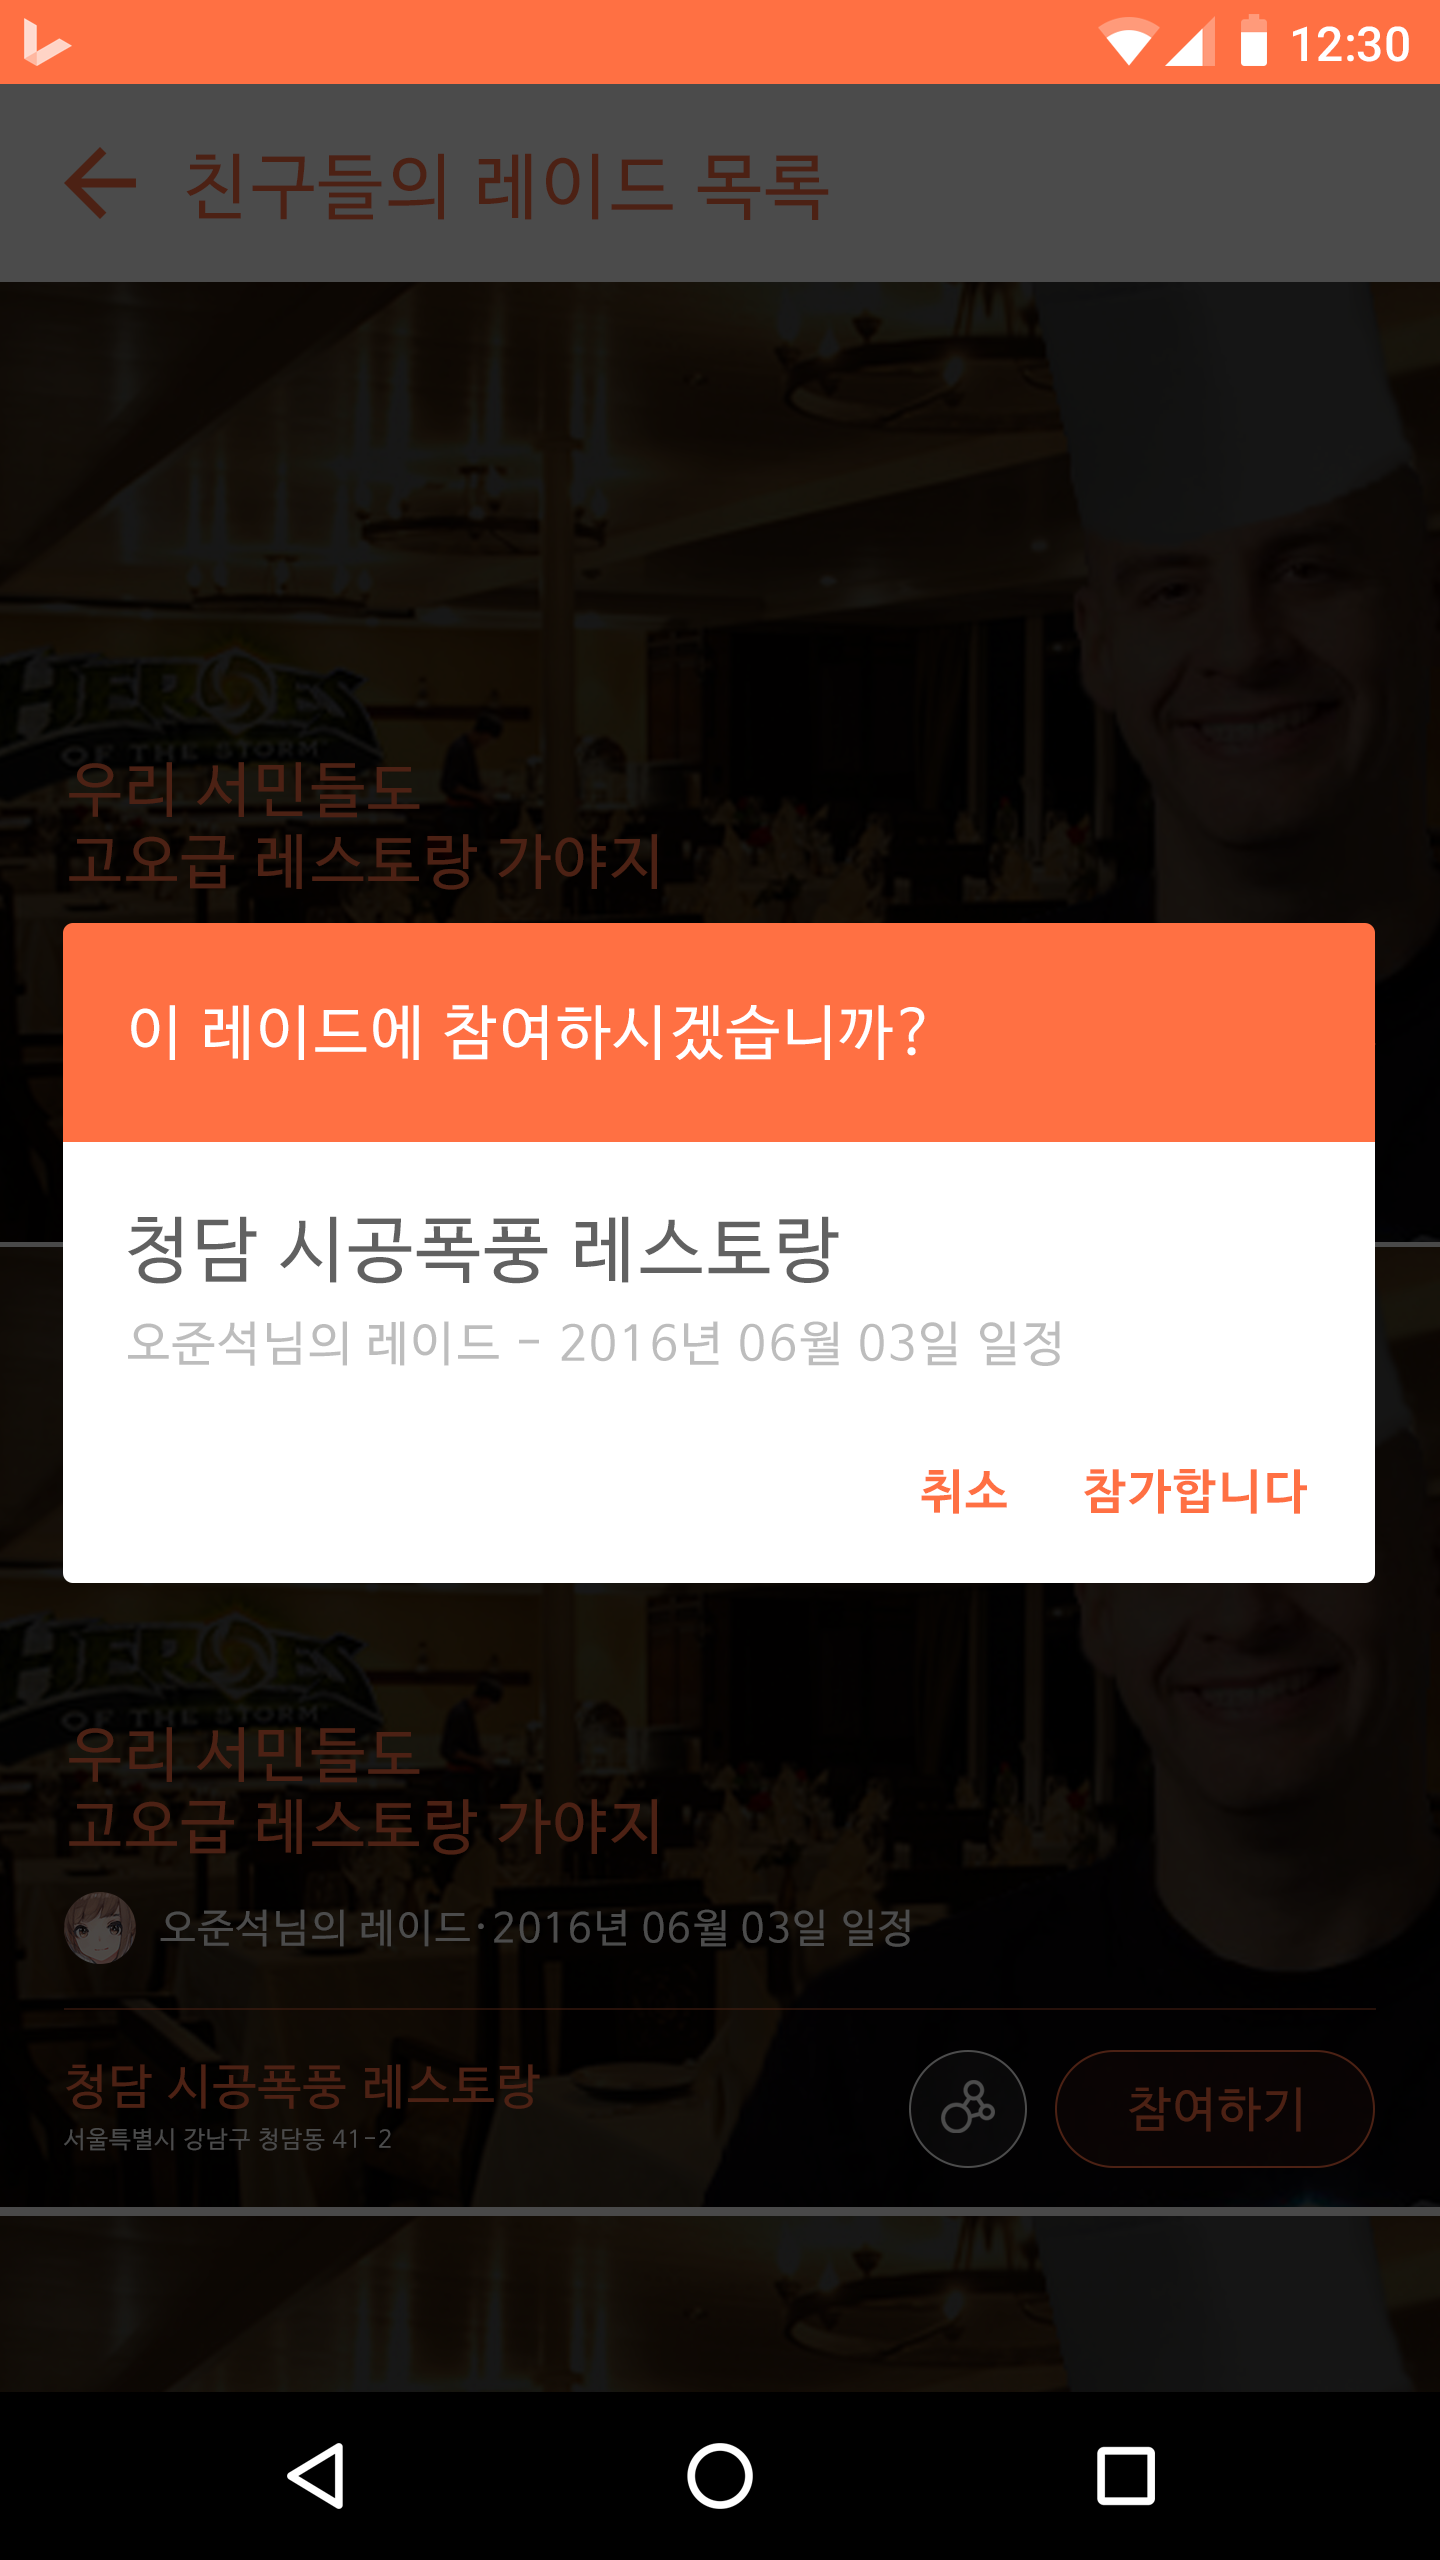 12:30
친구들의 레이드 목록
HEROES
OF THE STORM
우리 서민들도
고오급 레스토랑 가야지
이 레이드에 참여하시겠습니까?
청담 시공폭풍 레스토랑
오준석님의 레이드 - 2016년 06월 03일 일정
취소
참가합니다
HEROES
OF THE STORM
우리 서민들도
고오급 레스토랑 가야지
오준석님의 레이드·2016년 06월 03일 일정
청담 시공폭풍 레스토랑
서울특별시 강남구 청담동 41-2
참여하기